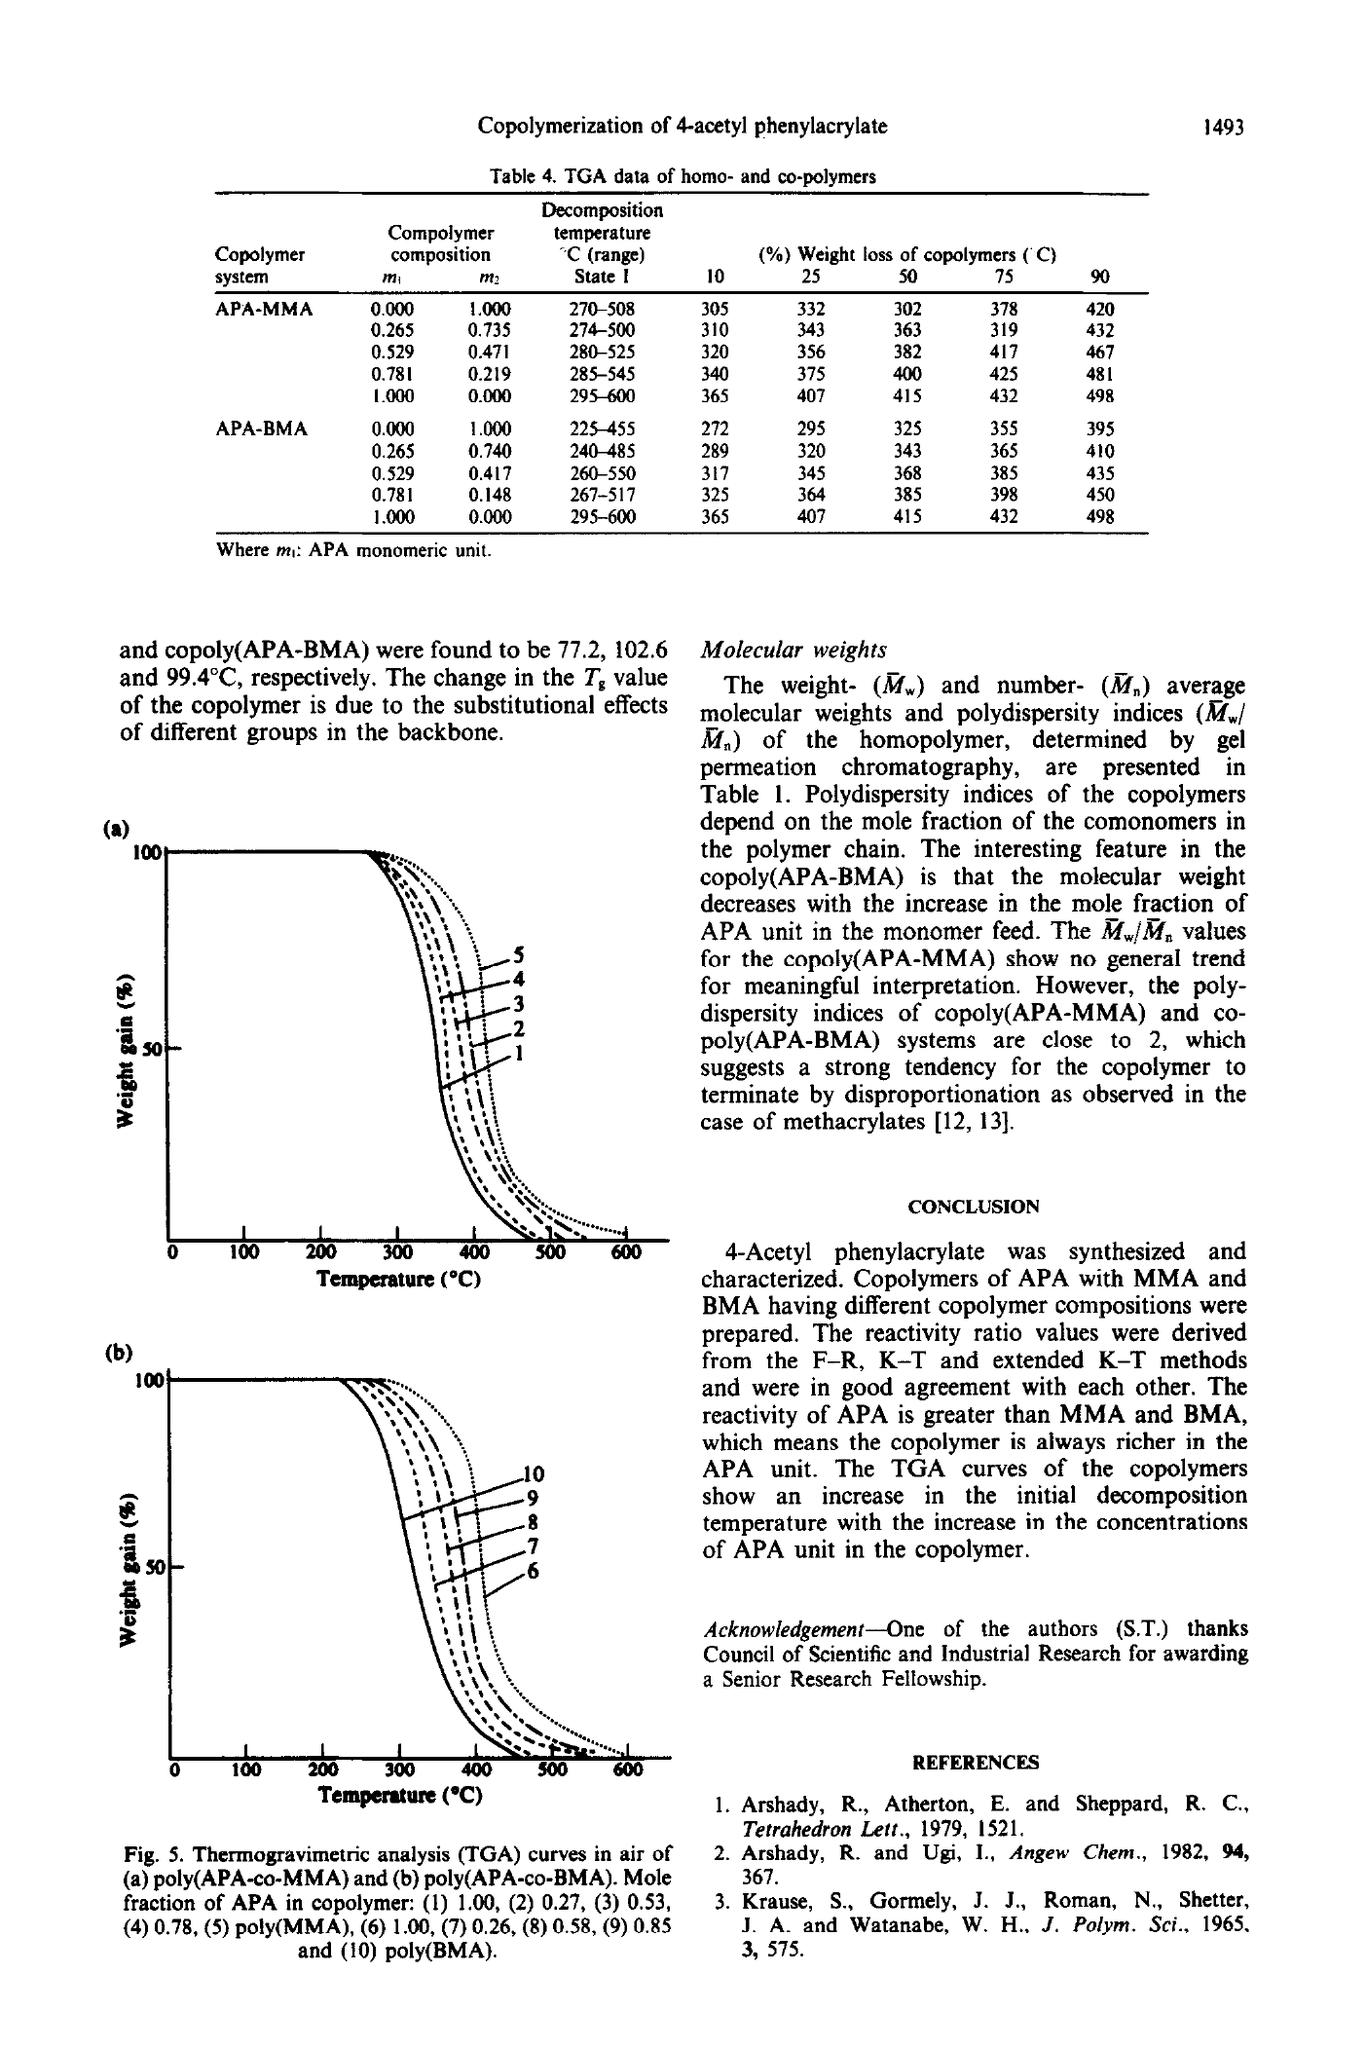 Copolymerization of 4-acetyl phenylacrylate 1493
Table 4. TGA data of homo- and co-polymers
Decomposition
Compolymer temperature
Copolymer composition °C (range) (%) Weight loss of copolymers (°C)
system m₁ m₂ State I 10 25 50 75 90
APA-MMA 0.000 1.000 270–508 305 332 302 378 420
0.265 0.735 274–500 310 343 363 319 432
0.529 0.471 280–525 320 356 382 417 467
0.781 0.219 285–545 340 375 400 425 481
1.000 0.000 295–600 365 407 415 432 498
APA-BMA 0.000 1.000 225–455 272 295 325 355 395
0.265 0.740 240–485 289 320 343 365 410
0.529 0.417 260–550 317 345 368 385 435
0.781 0.148 267–517 325 364 385 398 450
1.000 0.000 295–600 365 407 415 432 498
Where m₁: APA monomeric unit.
and copoly(APA-BMA) were found to be 77.2, 102.6
and 99.4°C, respectively. The change in the Tg value
of the copolymer is due to the substitutional effects
of different groups in the backbone.
(a)
100
5
4
3
2
1
50
Weight gain (%)
0 100 200 300 400 500 600
Temperature (°C)
(b)
100
10
9
8
7
6
50
Weight gain (%)
0 100 200 300 400 500 600
Temperature (°C)
Fig. 5. Thermogravimetric analysis (TGA) curves in air of
(a) poly(APA-co-MMA) and (b) poly(APA-co-BMA). Mole
fraction of APA in copolymer: (1) 1.00, (2) 0.27, (3) 0.53,
(4) 0.78, (5) poly(MMA), (6) 1.00, (7) 0.26, (8) 0.58, (9) 0.85
and (10) poly(BMA).
Molecular weights
The weight- (M̄w) and number- (M̄n) average
molecular weights and polydispersity indices (M̄w/
M̄n) of the homopolymer, determined by gel
permeation chromatography, are presented in
Table 1. Polydispersity indices of the copolymers
depend on the mole fraction of the comonomers in
the polymer chain. The interesting feature in the
copoly(APA-BMA) is that the molecular weight
decreases with the increase in the mole fraction of
APA unit in the monomer feed. The M̄w/M̄n values
for the copoly(APA-MMA) show no general trend
for meaningful interpretation. However, the poly-
dispersity indices of copoly(APA-MMA) and co-
poly(APA-BMA) systems are close to 2, which
suggests a strong tendency for the copolymer to
terminate by disproportionation as observed in the
case of methacrylates [12, 13].
CONCLUSION
4-Acetyl phenylacrylate was synthesized and
characterized. Copolymers of APA with MMA and
BMA having different copolymer compositions were
prepared. The reactivity ratio values were derived
from the F–R, K–T and extended K–T methods
and were in good agreement with each other. The
reactivity of APA is greater than MMA and BMA,
which means the copolymer is always richer in the
APA unit. The TGA curves of the copolymers
show an increase in the initial decomposition
temperature with the increase in the concentrations
of APA unit in the copolymer.
Acknowledgement—One of the authors (S.T.) thanks
Council of Scientific and Industrial Research for awarding
a Senior Research Fellowship.
REFERENCES
1. Arshady, R., Atherton, E. and Sheppard, R. C.,
Tetrahedron Lett., 1979, 1521.
2. Arshady, R. and Ugi, I., Angew Chem., 1982, 94,
367.
3. Krause, S., Gormely, J. J., Roman, N., Shetter,
J. A. and Watanabe, W. H., J. Polym. Sci., 1965,
3, 575.